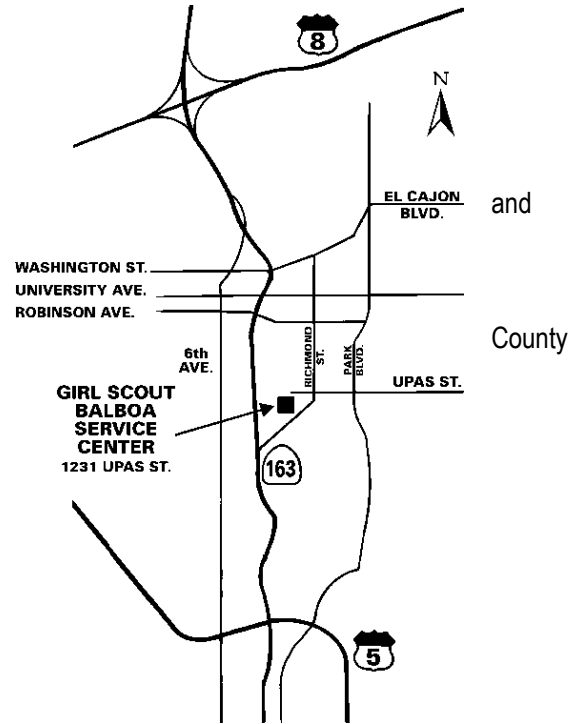 8
N
EL CAJON
BLVD.
and
WASHINGTON ST.
UNIVERSITY AVE.
ROBINSON AVE.
County
6th
AVE.
RICHMOND
ST.
PARK
BLVD.
UPAS ST.
GIRL SCOUT
BALBOA
SERVICE
CENTER
1231 UPAS ST.
163
5